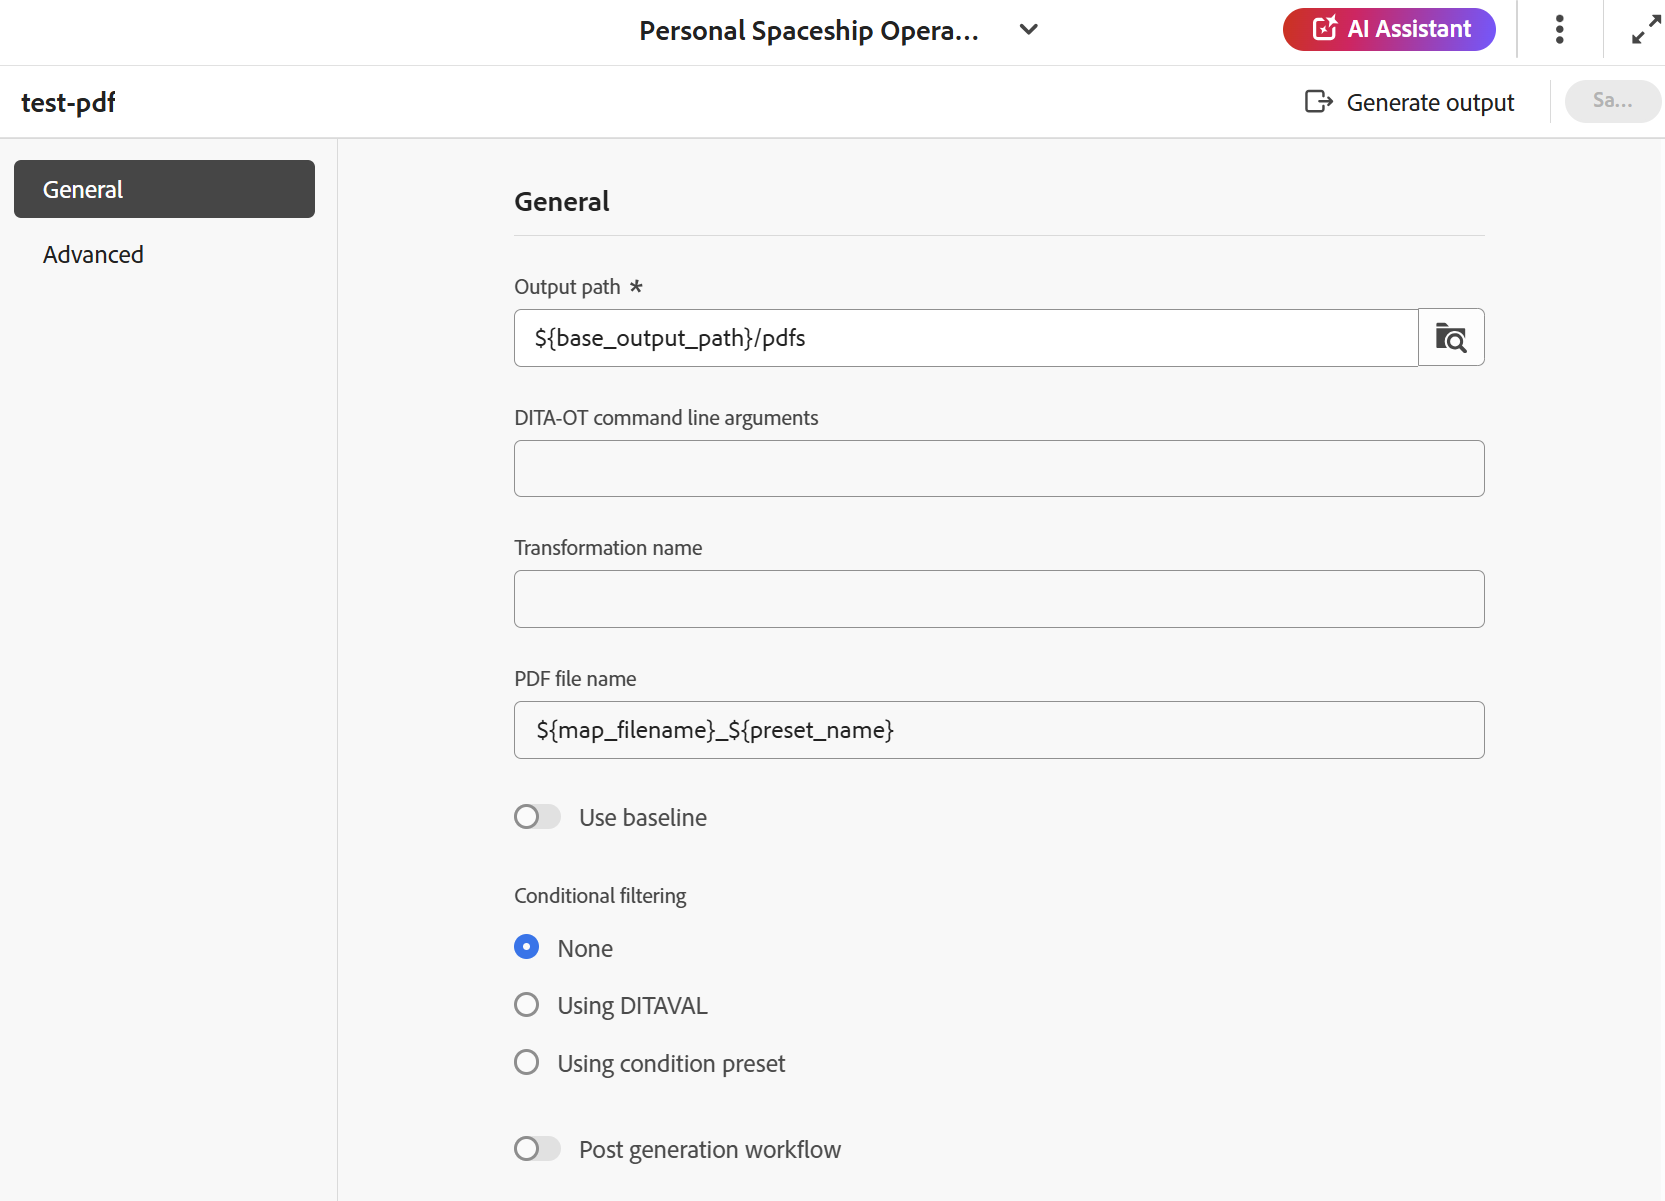 Personal Spaceship Opera...
AI Assistant
test-pdf
Generate output
Sa...
General
Advanced
General
Output path *
${base_output_path}/pdfs
DITA-OT command line arguments
Transformation name
PDF file name
${map_filename}_${preset_name}
Use baseline
Conditional filtering
None
Using DITAVAL
Using condition preset
Post generation workflow